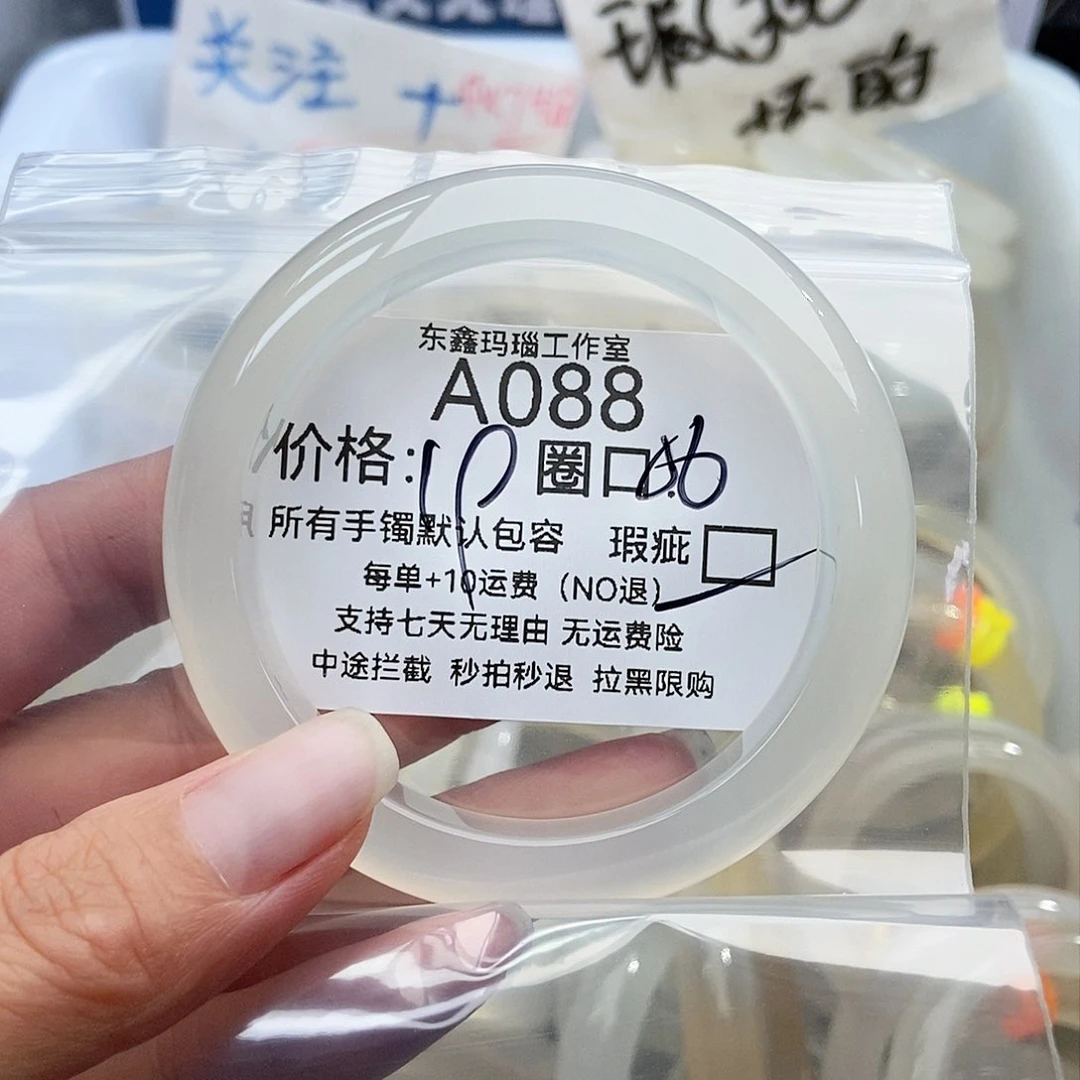 关注 +
东鑫玛瑙工作室
A088
价格: 圈口
所有手镯默认包容 瑕疵
每单+10运费（NO退）
支持七天无理由 无运费险
中途拦截 秒拍秒退 拉黑限购